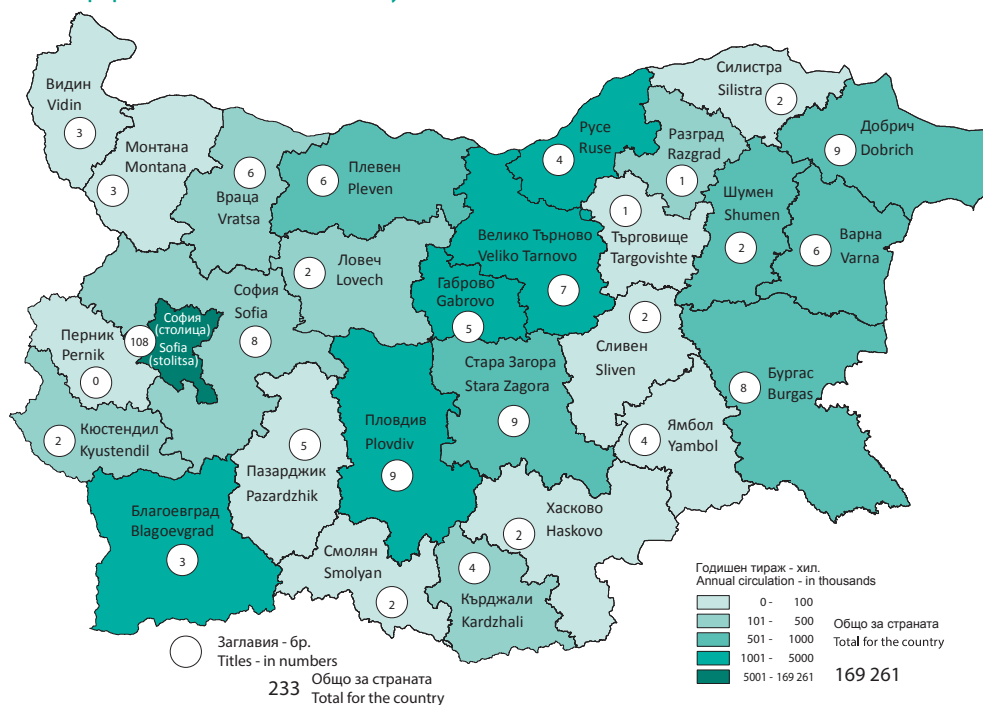 Видин
Vidin
3
Монтана
Montana
3
6
Враца
Vratsa
Плевен
6
Pleven
Ловеч
2
Lovech
Русе
Ruse
4
Силистра
Silistra
2
Разград
Razgrad
1
Добрич
9
Dobrich
1
Търговище
Targovishte
Шумен
Shumen
2
Варна
6
Varna
Велико Търново
Veliko Tarnovo
7
Габрово
Gabrovo
5
София
Sofia
8
София
(столица)
108
Sofia
(stolitsa)
Перник
Pernik
0
Кюстендил
2
Kyustendil
Благоевград
Blagoevgrad
3
5
Пазарджик
Pazardzhik
Пловдив
Plovdiv
9
Стара Загора
Stara Zagora
9
2
Сливен
Sliven
Ямбол
4
Yambol
Бургас
8
Burgas
Хасково
2
Haskovo
Смолян
Smolyan
2
4
Кърджали
Kardzhali
Заглавия - бр.
Titles - in numbers
233 Общо за страната
Total for the country
Годишен тираж - хил.
Annual circulation - in thousands
0 - 100
101 - 500
501 - 1000
1001 - 5000
5001 - 169 261
Общо за страната
Total for the country
169 261